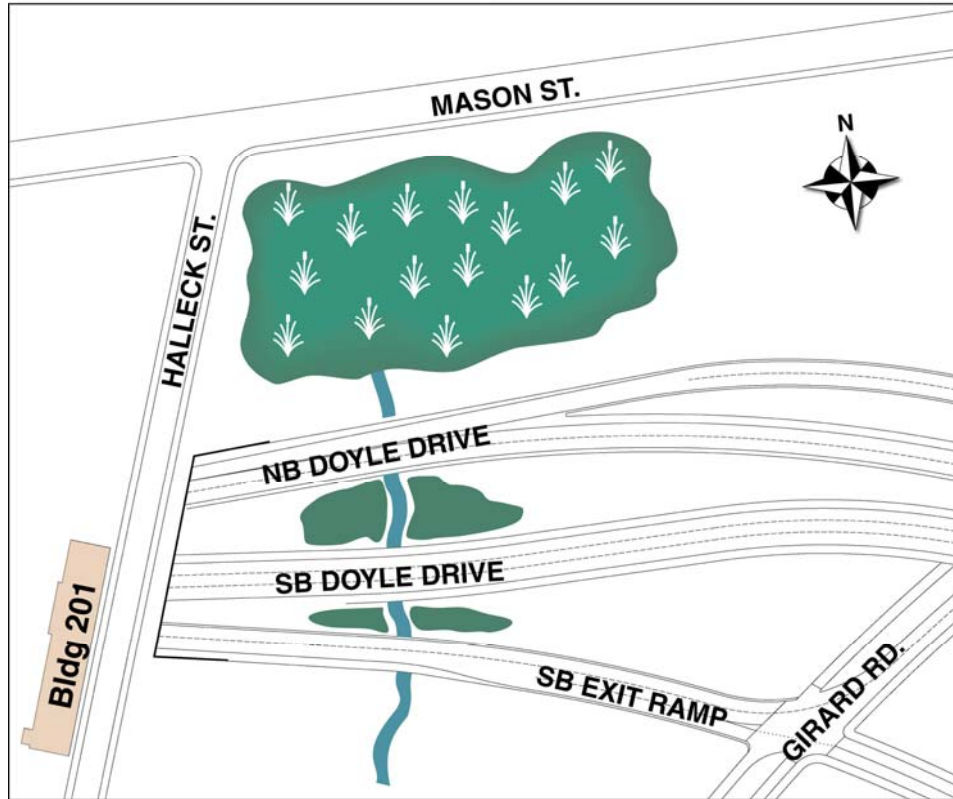 MASON ST.
N
HALLECK ST.
NB DOYLE DRIVE
SB DOYLE DRIVE
Bldg 201
SB EXIT RAMP
GIRARD RD.